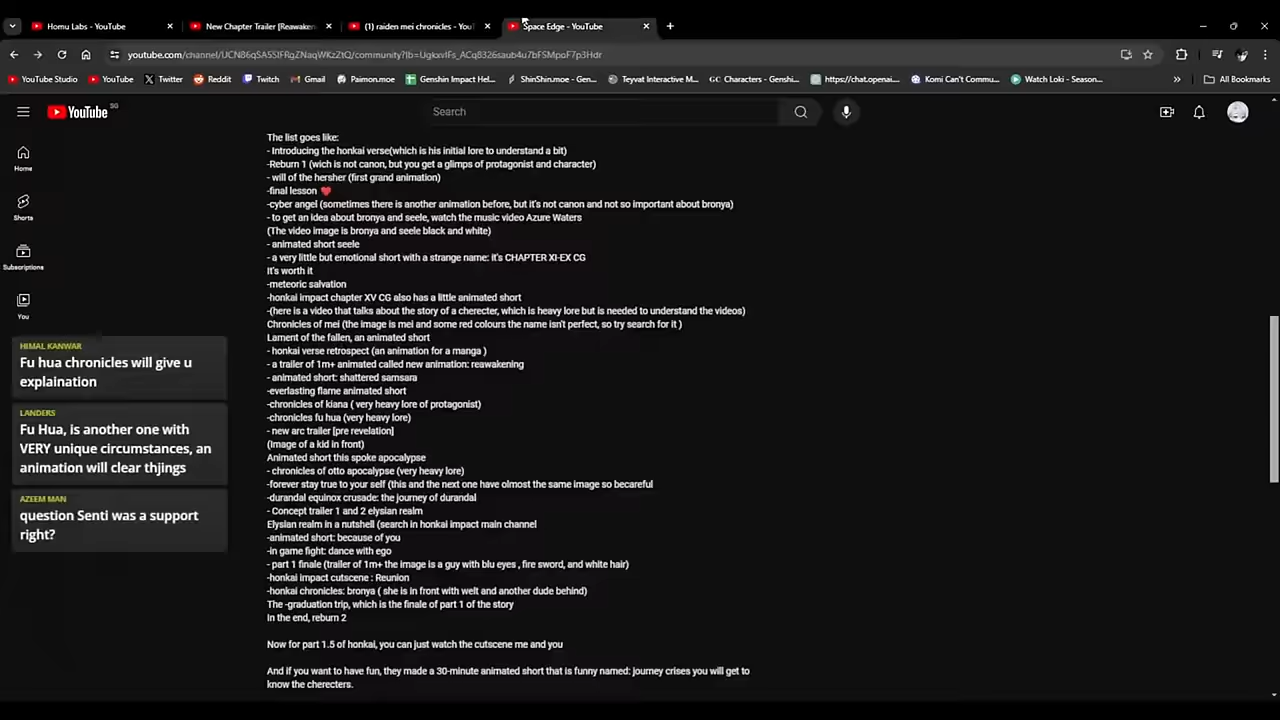 Homu Labs - YouTube
New Chapter Trailer [Reawaken
(1) raiden mei chronicles - You
Space Edge - YouTube
YouTube Studio
YouTube
Twitter
Reddit
Twitch
Gmail
Paimon.moe
Genshin Impact Hel...
ShinShin.moe - Gen...
Teyvat Interactive M...
Characters - Genshi...
https://chat.openai....
Komi Can't Commu...
Watch Loki - Season...
All Bookmarks
YouTube SG
Search
Home
Shorts
Subscriptions
You
The list goes like:
- Introducing the honkai verse(which is his initial lore to understand a bit)
-Reburn 1 (wich is not canon, but you get a glimps of protagonist and character)
- will of the hersher (first grand animation)
-final lesson ❤️
-cyber angel (sometimes there is another animation before, but it's not canon and not so important about bronya)
- to get an idea about bronya and seele, watch the music video Azure Waters
(The video image is bronya and seele black and white)
- animated short seele
- a very little but emotional short with a strange name: it's CHAPTER XI-EX CG
It's worth it
-meteoric salvation
-honkai impact chapter XV CG also has a little animated short
-(here is a video that talks about the story of a cherecter, which is heavy lore but is needed to understand the videos)
Chronicles of mei (the image is mei and some red colours the name isn't perfect, so try search for it )
Lament of the fallen, an animated short
- honkai verse retrospect (an animation for a manga )
- a trailer of 1m+ animated called new animation: reawakening
- animated short: shattered samsara
-everlasting flame animated short
-chronicles of kiana ( very heavy lore of protagonist)
-chronicles fu hua (very heavy lore)
- new arc trailer [pre revelation]
(Image of a kid in front)
Animated short this spoke apocalypse
- chronicles of otto apocalypse (very heavy lore)
-forever stay true to your self (this and the next one have olmost the same image so becareful
-durandal equinox crusade: the journey of durandal
- Concept trailer 1 and 2 elysian realm
Elysian realm in a nutshell (search in honkai impact main channel
-animated short: because of you
-in game fight: dance with ego
- part 1 finale (trailer of 1m+ the image is a guy with blu eyes , fire sword, and white hair)
-honkai impact cutscene : Reunion
-honkai chronicles: bronya ( she is in front with welt and another dude behind)
The -graduation trip, which is the finale of part 1 of the story
In the end, reburn 2
Now for part 1.5 of honkai, you can just watch the cutscene me and you
And if you want to have fun, they made a 30-minute animated short that is funny named: journey crises you will get to
know the cherecters.
HIMAL KANWAR
Fu hua chronicles will give u
explaination
LANDERS
Fu Hua, is another one with
VERY unique circumstances, an
animation will clear thjings
AZEEM MAN
question Senti was a support
right?